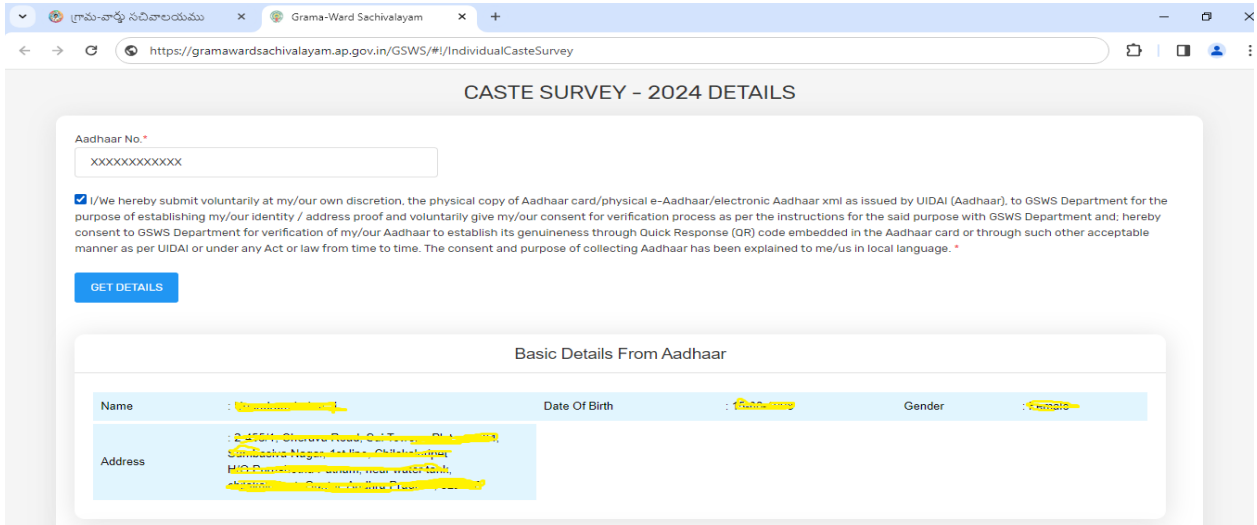 గ్రామ-వార్డు సచివాలయము
Grama-Ward Sachivalayam
https://gramawardsachivalayam.ap.gov.in/GSWS/#!/IndividualCasteSurvey
CASTE SURVEY - 2024 DETAILS
Aadhaar No.*
XXXXXXXXXXXX
I/We hereby submit voluntarily at my/our own discretion, the physical copy of Aadhaar card/physical e-Aadhaar/electronic Aadhaar xml as issued by UIDAI (Aadhaar), to GSWS Department for the
purpose of establishing my/our identity / address proof and voluntarily give my/our consent for verification process as per the instructions for the said purpose with GSWS Department and; hereby
consent to GSWS Department for verification of my/our Aadhaar to establish its genuineness through Quick Response (QR) code embedded in the Aadhaar card or through such other acceptable
manner as per UIDAI or under any Act or law from time to time. The consent and purpose of collecting Aadhaar has been explained to me/us in local language. *
GET DETAILS
Basic Details From Aadhaar
Name : Date Of Birth : Gender :
Address :